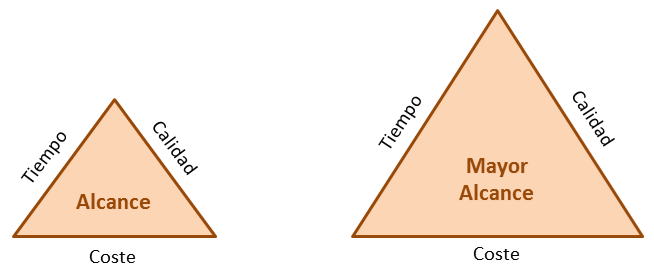 Tiempo
Calidad
Alcance
Coste
Tiempo
Calidad
Mayor
Alcance
Coste